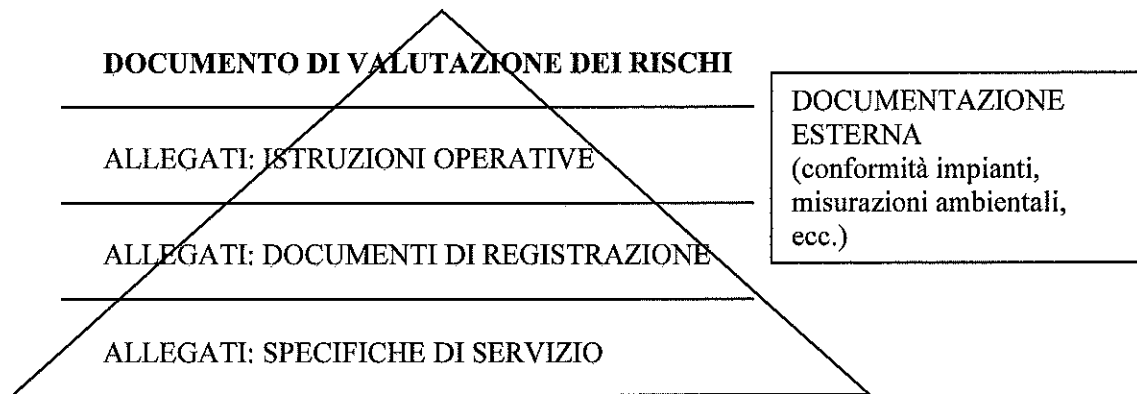 DOCUMENTO DI VALUTAZIONE DEI RISCHI
ALLEGATI: ISTRUZIONI OPERATIVE
ALLEGATI: DOCUMENTI DI REGISTRAZIONE
ALLEGATI: SPECIFICHE DI SERVIZIO
DOCUMENTAZIONE
ESTERNA
(conformità impianti,
misurazioni ambientali,
ecc.)